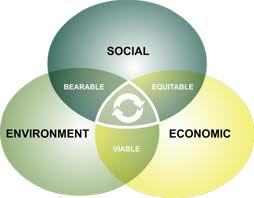 SOCIAL
BEARABLE
EQUITABLE
ENVIRONMENT
ECONOMIC
VIABLE